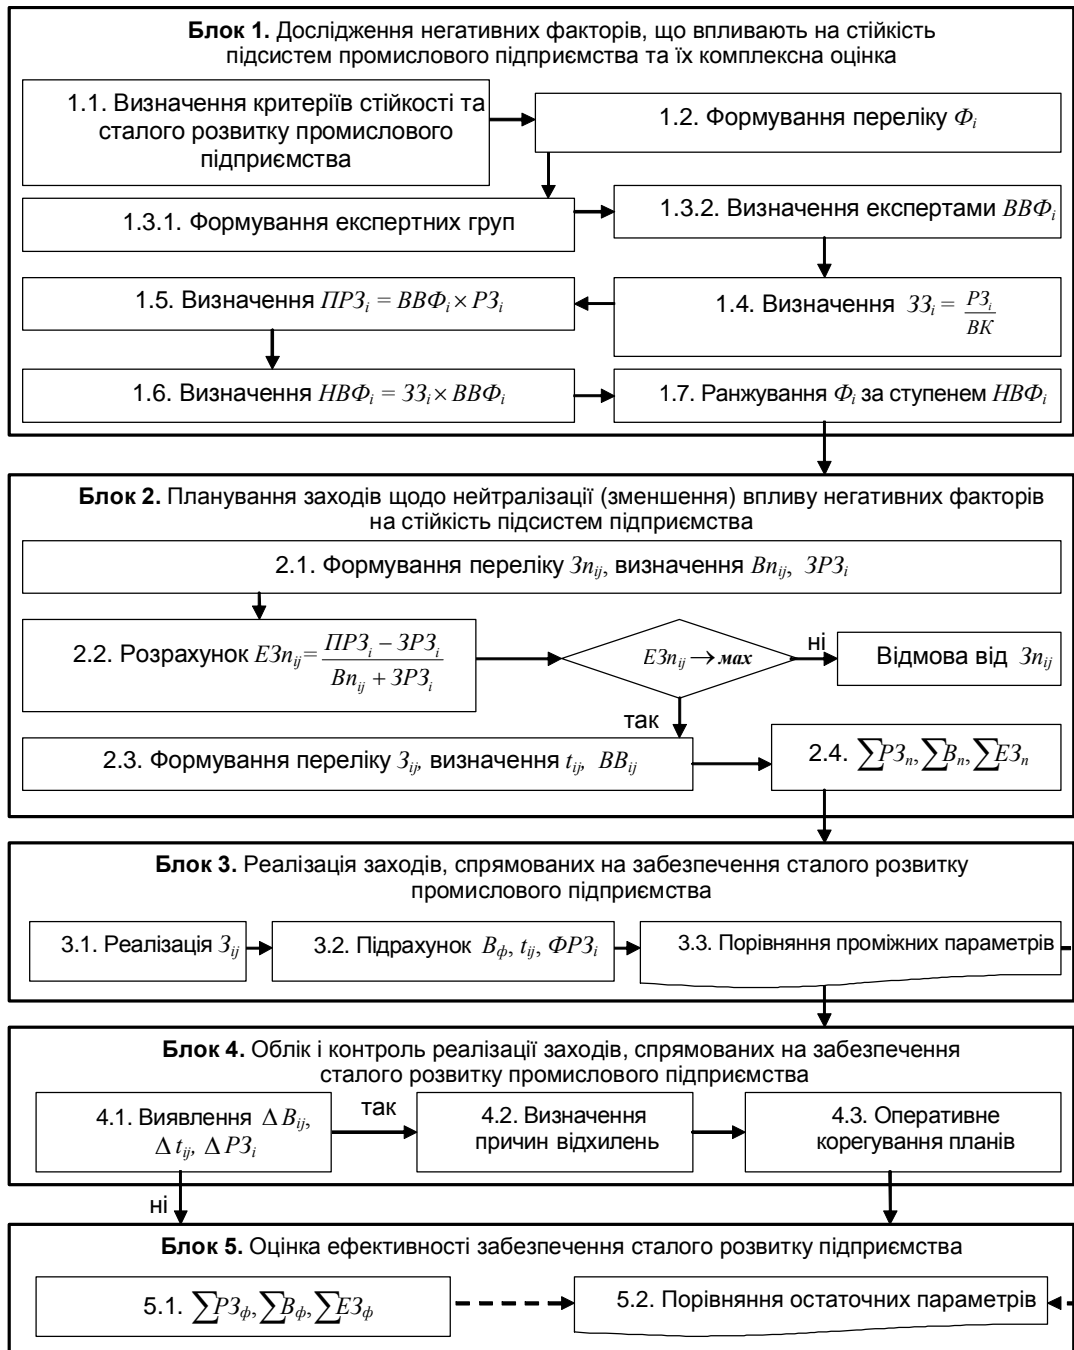 Блок 1. Дослідження негативних факторів, що впливають на стійкість
підсистем промислового підприємства та їх комплексна оцінка
1.1. Визначення критеріїв стійкості та
сталого розвитку промислового
підприємства
1.2. Формування переліку Фi
1.3.1. Формування експертних груп
1.3.2. Визначення експертами ВВФi
1.5. Визначення ПРЗi = ВВФi × РЗi
1.4. Визначення ЗЗi = РЗi / ВК
1.6. Визначення НВФi = ЗЗi × ВВФi
1.7. Ранжування Фi за ступенем НВФi
Блок 2. Планування заходів щодо нейтралізації (зменшення) впливу негативних факторів
на стійкість підсистем підприємства
2.1. Формування переліку Зпij, визначення Впij, ЗРЗi
2.2. Розрахунок ЕЗпij = (ПРЗi – ЗРЗi) / (Впij + ЗРЗi)
ЕЗпij → мах
ні
Відмова від Зпij
так
2.3. Формування переліку Зij, визначення tij, ВВij
2.4. ∑РЗп, ∑Вп, ∑ЕЗп
Блок 3. Реалізація заходів, спрямованих на забезпечення сталого розвитку
промислового підприємства
3.1. Реалізація Зij
3.2. Підрахунок Вф, tij, ФРЗi
3.3. Порівняння проміжних параметрів
Блок 4. Облік і контроль реалізації заходів, спрямованих на забезпечення
сталого розвитку промислового підприємства
4.1. Виявлення Δ Вij,
Δ tij, Δ РЗi
так
4.2. Визначення
причин відхилень
4.3. Оперативне
корегування планів
ні
Блок 5. Оцінка ефективності забезпечення сталого розвитку підприємства
5.1. ∑РЗф, ∑Вф, ∑ЕЗф
5.2. Порівняння остаточних параметрів